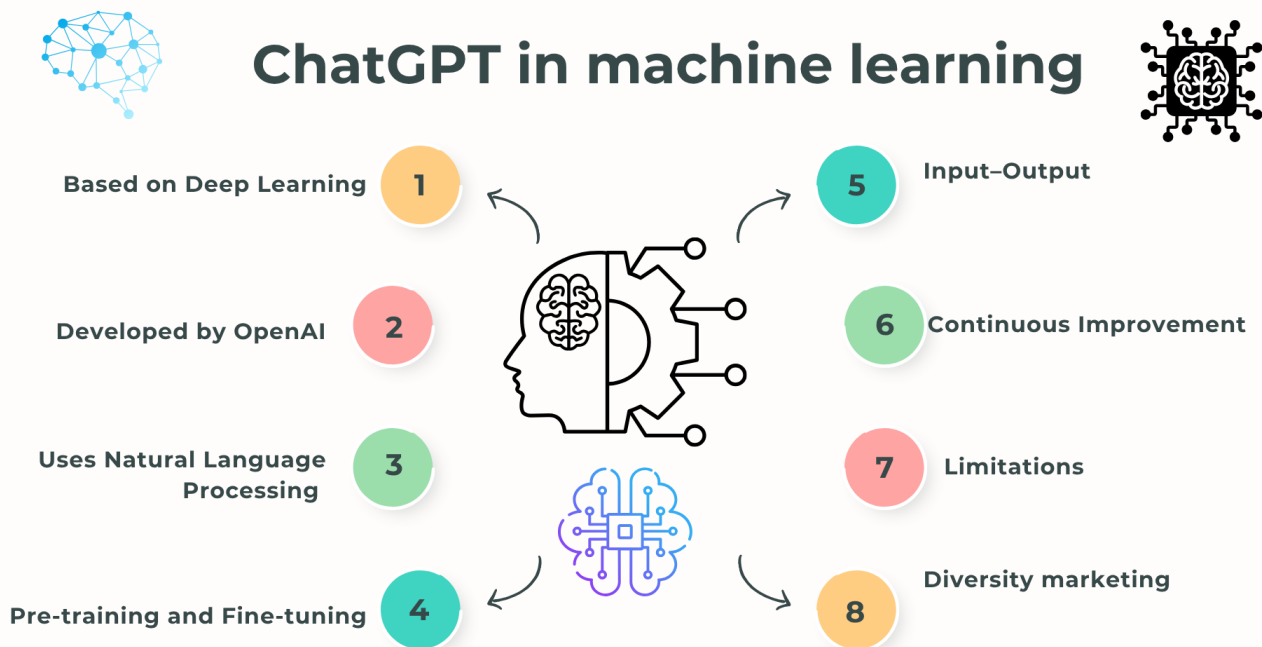 ChatGPT in machine learning
Based on Deep Learning
1
Developed by OpenAI
2
Uses Natural Language
Processing
3
Pre-training and Fine-tuning
4
5
Input–Output
6
Continuous Improvement
7
Limitations
8
Diversity marketing